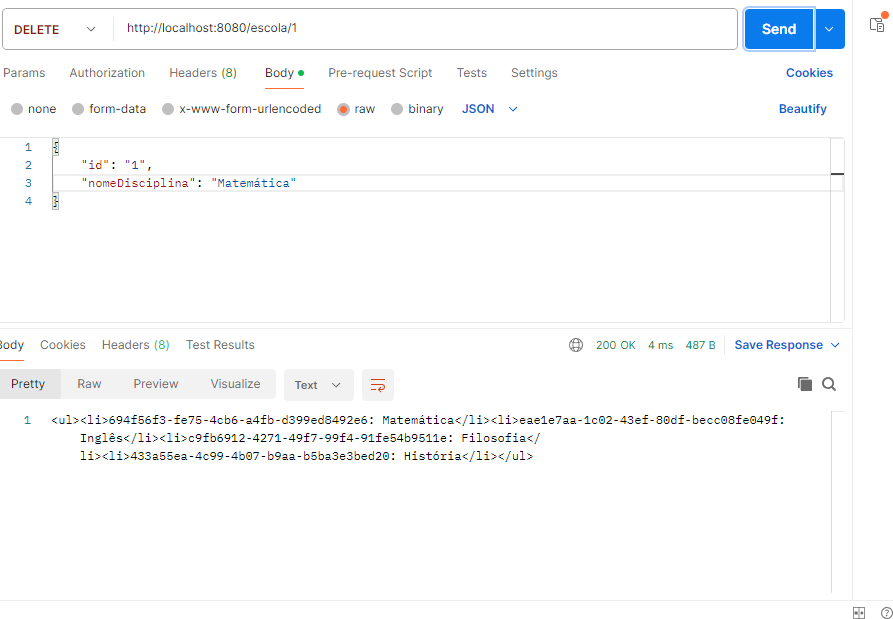 DELETE http://localhost:8080/escola/1 Send
Params Authorization Headers (8) Body Pre-request Script Tests Settings Cookies
none form-data x-www-form-urlencoded raw binary JSON Beautify
1 {
2 "id": "1",
3 "nomeDisciplina": "Matemática"
4 }
Body Cookies Headers (8) Test Results 200 OK 4 ms 487 B Save Response
Pretty Raw Preview Visualize Text
1 <ul><li>694f56f3-fe75-4cb6-a4fb-d399ed8492e6: Matemática</li><li>eae1e7aa-1c02-43ef-80df-becc08fe049f:
Inglês</li><li>c9fb6912-4271-49f7-99f4-91fe54b9511e: Filosofia</
li><li>433a55ea-4c99-4b07-b9aa-b5ba3e3bed20: História</li></ul>